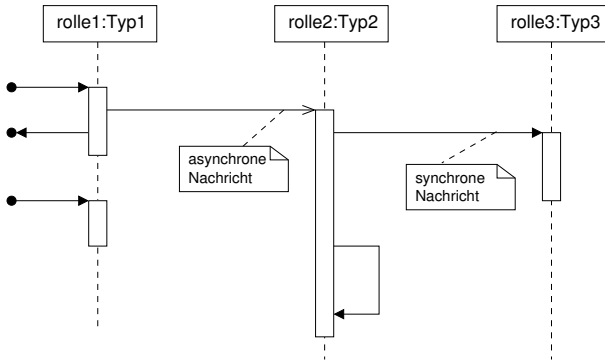 rolle1:Typ1
rolle2:Typ2
rolle3:Typ3
asynchrone
Nachricht
synchrone
Nachricht